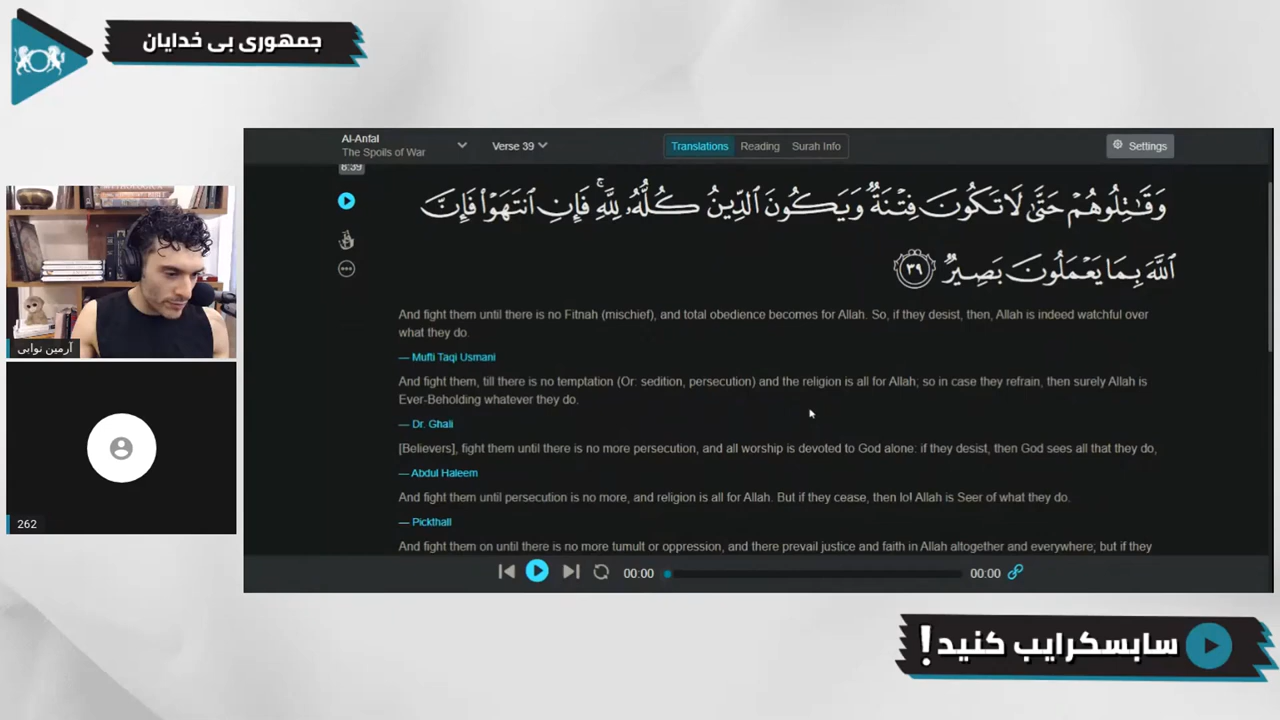 جمهوری بی خدایان
Al-Anfal
The Spoils of War
Verse 39
Translations
Reading
Surah Info
Settings
8:39
وَقَٰتِلُوهُمْ حَتَّىٰ لَا تَكُونَ فِتْنَةٌ وَيَكُونَ ٱلدِّينُ كُلُّهُۥ لِلَّهِ ۚ فَإِنِ ٱنتَهَوْا۟ فَإِنَّ
ٱللَّهَ بِمَا يَعْمَلُونَ بَصِيرٌ ٣٩
And fight them until there is no Fitnah (mischief), and total obedience becomes for Allah. So, if they desist, then, Allah is indeed watchful over
what they do.
— Mufti Taqi Usmani
And fight them, till there is no temptation (Or: sedition, persecution) and the religion is all for Allah; so in case they refrain, then surely Allah is
Ever-Beholding whatever they do.
— Dr. Ghali
[Believers], fight them until there is no more persecution, and all worship is devoted to God alone: if they desist, then God sees all that they do,
— Abdul Haleem
And fight them until persecution is no more, and religion is all for Allah. But if they cease, then lo! Allah is Seer of what they do.
— Pickthall
And fight them on until there is no more tumult or oppression, and there prevail justice and faith in Allah altogether and everywhere; but if they
00:00
00:00
آرمین نوابی
262
سابسکرایب کنید!